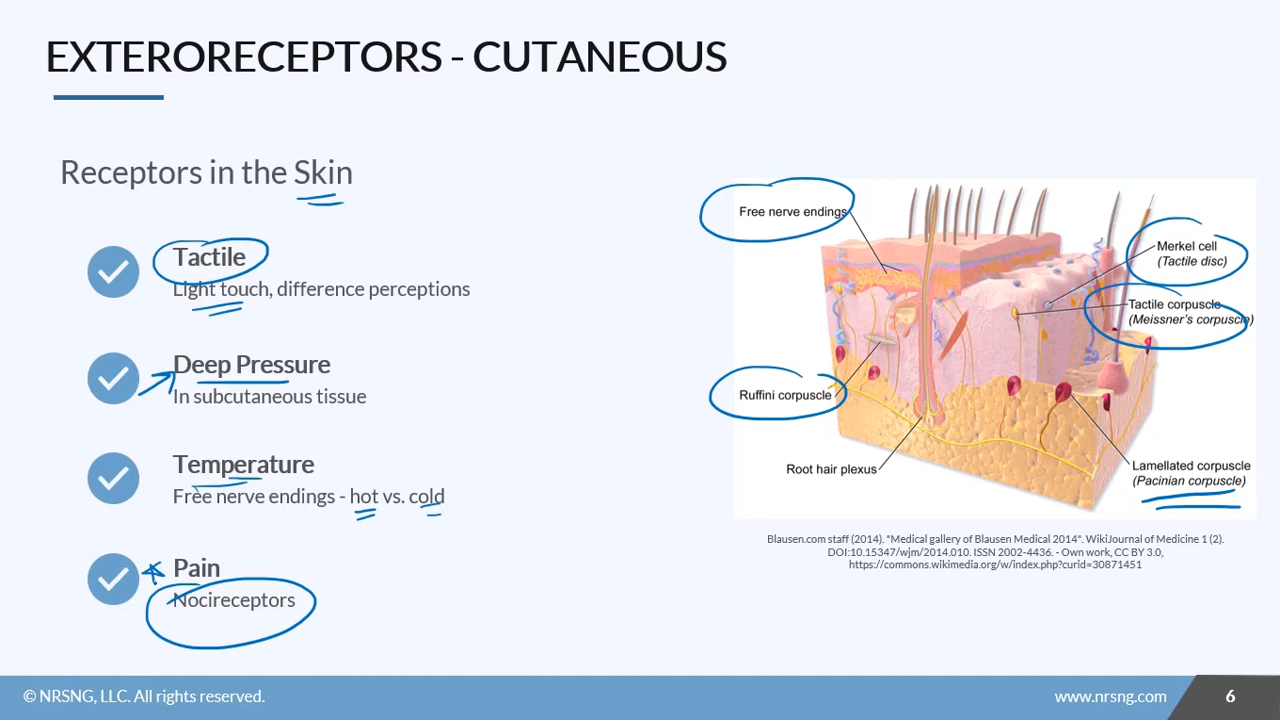 EXTERORECEPTORS - CUTANEOUS
Receptors in the Skin
Tactile
Light touch, difference perceptions
Deep Pressure
In subcutaneous tissue
Temperature
Free nerve endings - hot vs. cold
Pain
Nocireceptors
Free nerve endings
Merkel cell
(Tactile disc)
Tactile corpuscle
(Meissner's corpuscle)
Ruffini corpuscle
Root hair plexus
Lamellated corpuscle
(Pacinian corpuscle)
Blausen.com staff (2014). "Medical gallery of Blausen Medical 2014". WikiJournal of Medicine 1 (2).
DOI:10.15347/wjm/2014.010. ISSN 2002-4436. - Own work, CC BY 3.0,
https://commons.wikimedia.org/w/index.php?curid=30871451
© NRSNG, LLC. All rights reserved.
www.nrsng.com
6